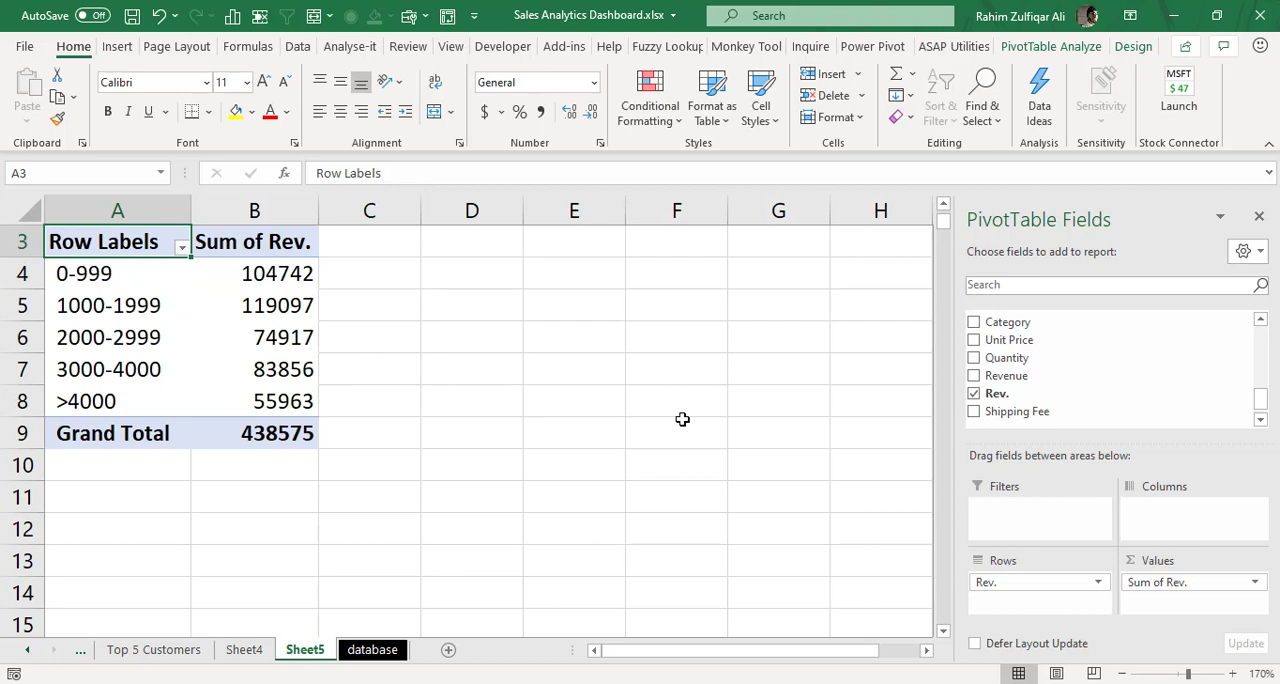 AutoSave Off Sales Analytics Dashboard.xlsx Search Rahim Zulfiqar Ali
File Home Insert Page Layout Formulas Data Analyse-it Review View Developer Add-ins Help Fuzzy Lookup Monkey Tool Inquire Power Pivot ASAP Utilities PivotTable Analyze Design
Paste Calibri 11 General Conditional Formatting Format as Table Cell Styles Insert Delete Format Sort & Filter Find & Select Data Ideas Sensitivity MSFT $ 47 Launch
B I U A $ %
Clipboard Font Alignment Number Styles Cells Editing Analysis Sensitivity Stock Connector
A3 fx Row Labels
A B C D E F G H
3 Row Labels Sum of Rev.
4 0-999 104742
5 1000-1999 119097
6 2000-2999 74917
7 3000-4000 83856
8 >4000 55963
9 Grand Total 438575
10
11
12
13
14
15
PivotTable Fields
Choose fields to add to report:
Search
Category
Unit Price
Quantity
Revenue
Rev.
Shipping Fee
Drag fields between areas below:
Filters Columns
Rows Σ Values
Rev. Sum of Rev.
Defer Layout Update Update
... Top 5 Customers Sheet4 Sheet5 database
170%